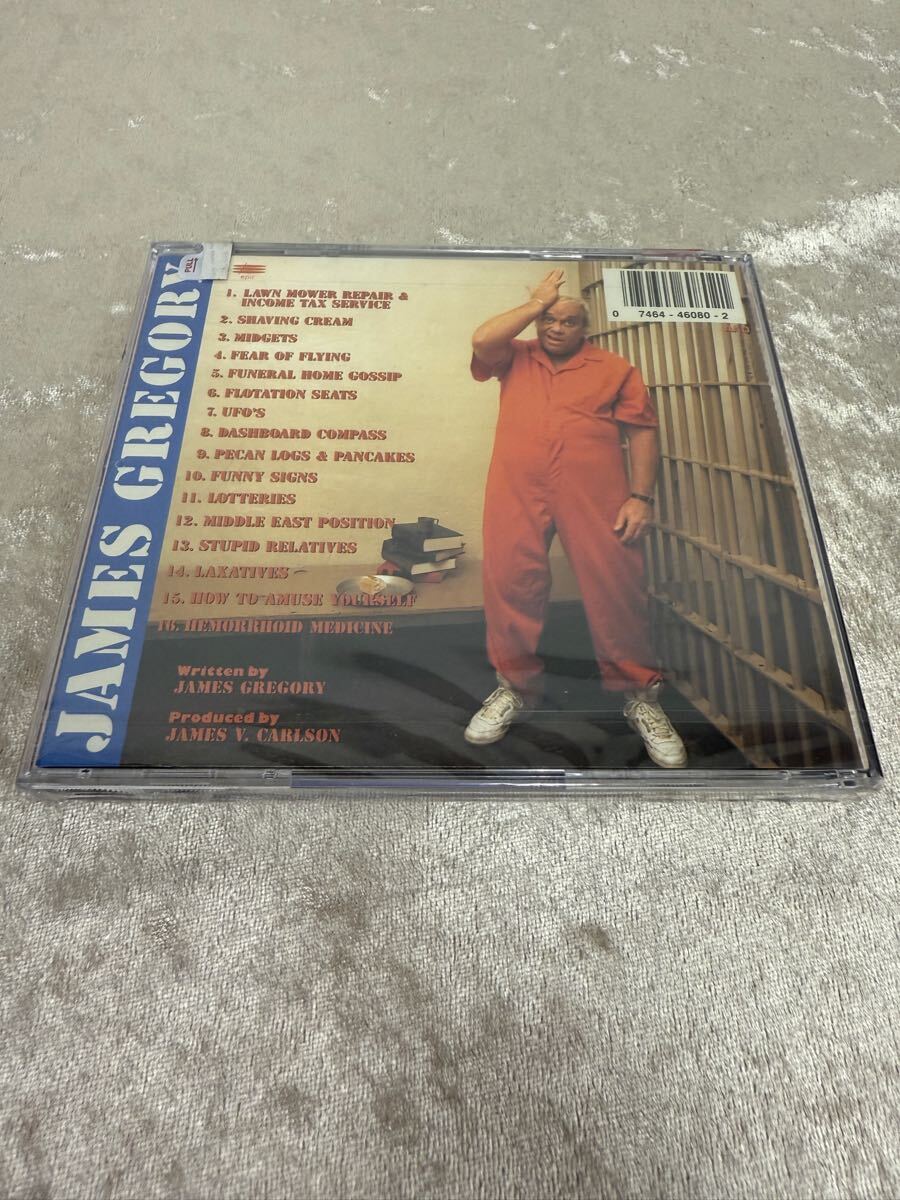 JAMES GREGORY
PULL
epic
1. LAWN MOWER REPAIR &
INCOME TAX SERVICE
2. SHAVING CREAM
3. MIDGETS
4. FEAR OF FLYING
5. FUNERAL HOME GOSSIP
6. FLOTATION SEATS
7. UFO'S
8. DASHBOARD COMPASS
9. PECAN LOGS & PANCAKES
10. FUNNY SIGNS
11. LOTTERIES
12. MIDDLE EAST POSITION
13. STUPID RELATIVES
14. LAXATIVES
15. HOW TO AMUSE YOURSELF
16. HEMORRHOID MEDICINE
Written by
JAMES GREGORY
Produced by
JAMES V. CARLSON
0 7464-46080-2